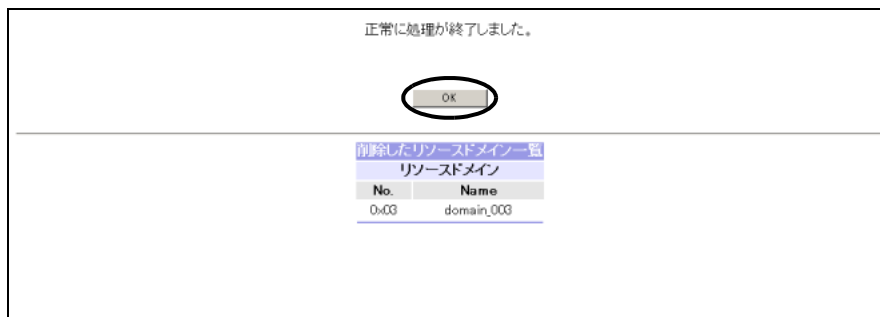 正常に処理が終了しました。
OK
削除したリソースドメイン一覧
リソースドメイン
No. Name
0x03 domain_003